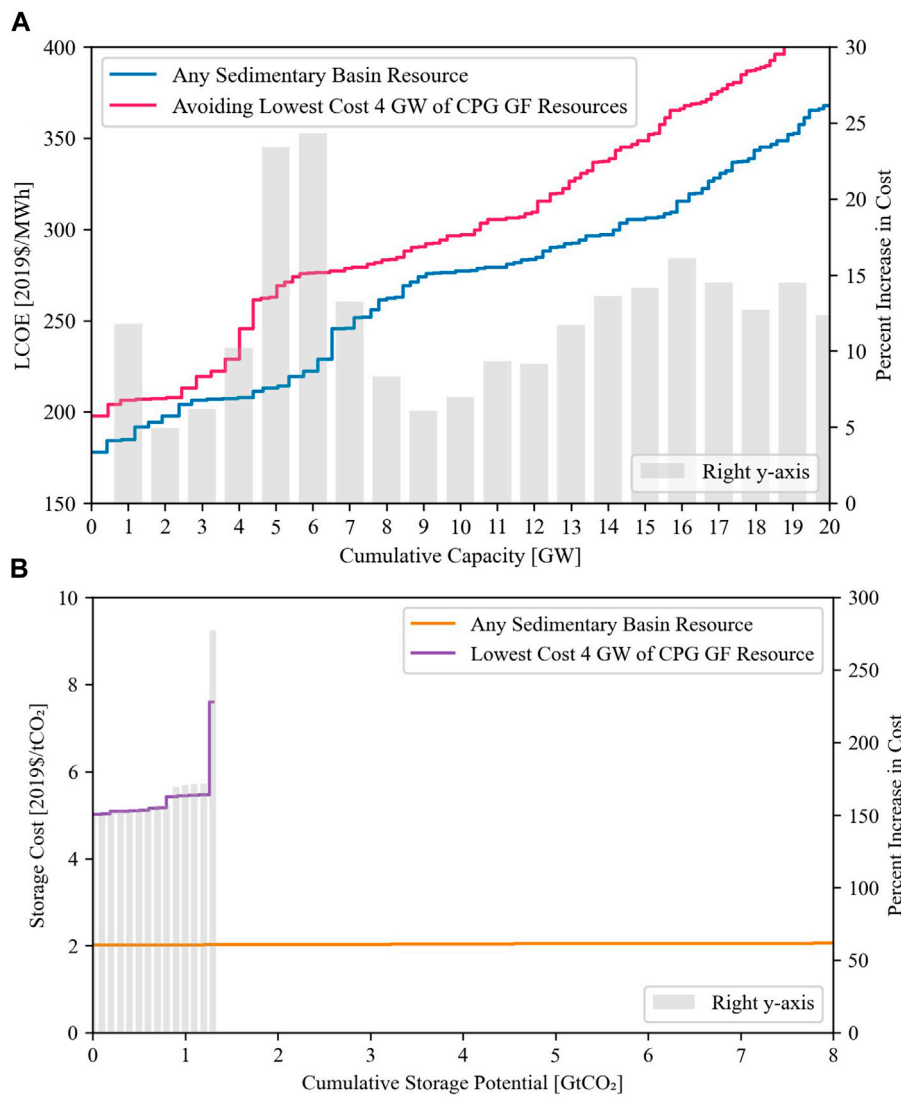 A
400
350
300
250
200
150
LCOE [2019$/MWh]
Any Sedimentary Basin Resource
Avoiding Lowest Cost 4 GW of CPG GF Resources
Right y-axis
30
25
20
15
10
5
0
Percent Increase in Cost
0 1 2 3 4 5 6 7 8 9 10 11 12 13 14 15 16 17 18 19 20
Cumulative Capacity [GW]
B
10
8
6
4
2
0
Storage Cost [2019$/tCO₂]
Any Sedimentary Basin Resource
Lowest Cost 4 GW of CPG GF Resource
Right y-axis
300
250
200
150
100
50
0
Percent Increase in Cost
0 1 2 3 4 5 6 7 8
Cumulative Storage Potential [GtCO₂]